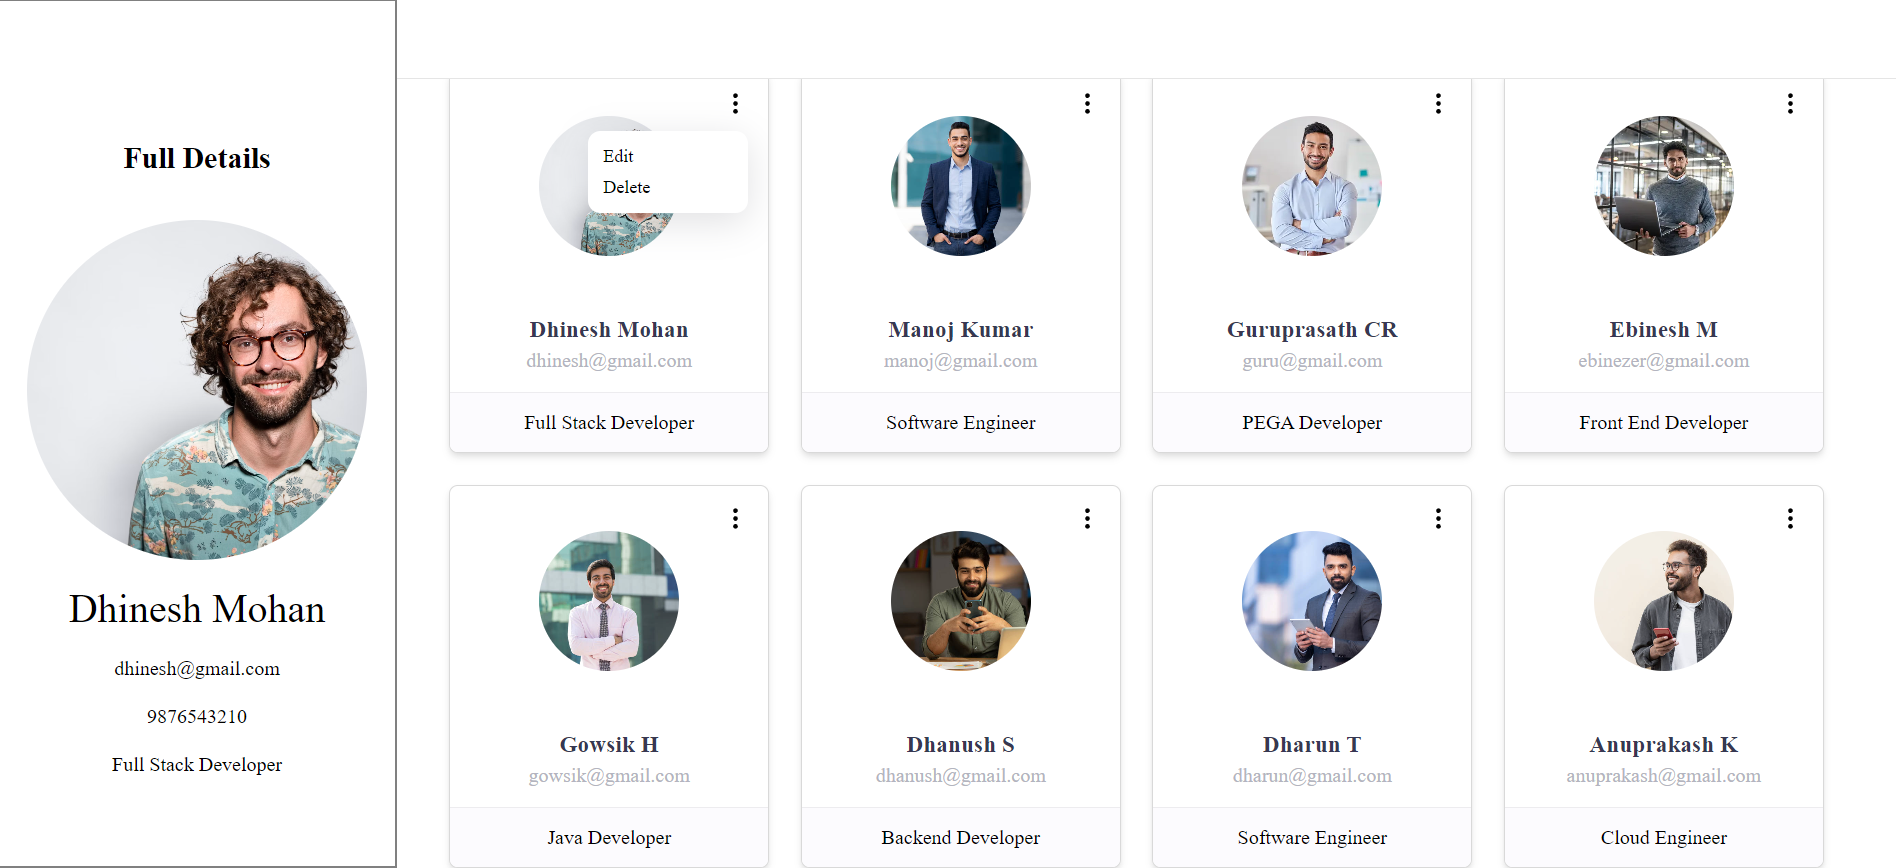 Full Details
Dhinesh Mohan
dhinesh@gmail.com
9876543210
Full Stack Developer
Edit
Delete
Dhinesh Mohan
dhinesh@gmail.com
Full Stack Developer
Manoj Kumar
manoj@gmail.com
Software Engineer
Guruprasath CR
guru@gmail.com
PEGA Developer
Ebinesh M
ebinezer@gmail.com
Front End Developer
Gowsik H
gowsik@gmail.com
Java Developer
Dhanush S
dhanush@gmail.com
Backend Developer
Dharun T
dharun@gmail.com
Software Engineer
Anuprakash K
anuprakash@gmail.com
Cloud Engineer